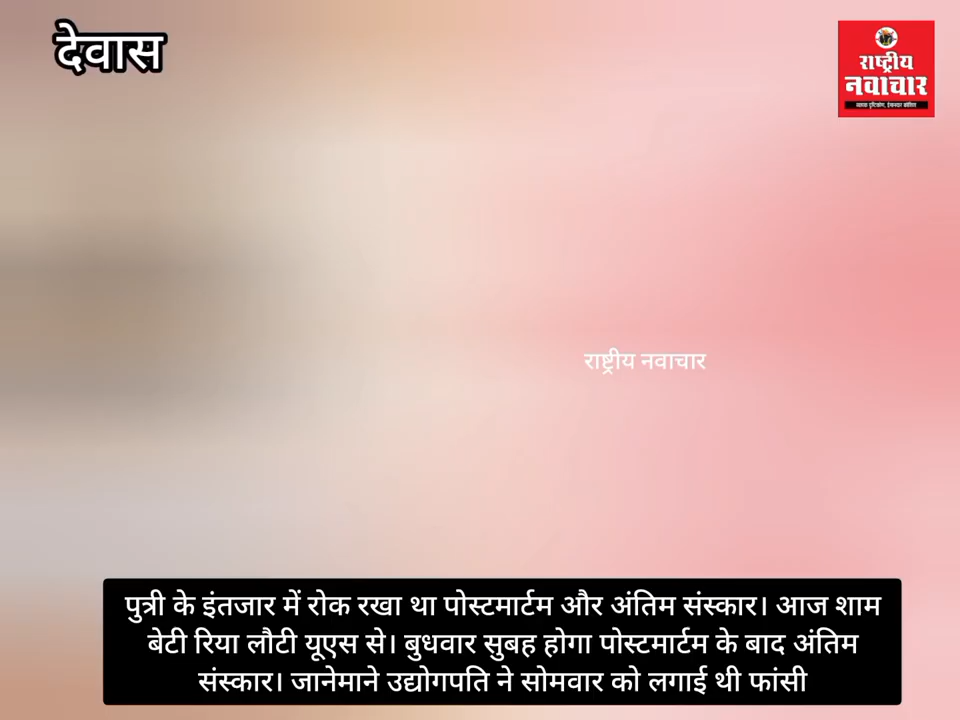 देवास
राष्ट्रीय
नवाचार
राष्ट्रीय नवाचार
पुत्री के इंतजार में रोक रखा था पोस्टमार्टम और अंतिम संस्कार। आज शाम
बेटी रिया लौटी यूएस से। बुधवार सुबह होगा पोस्टमार्टम के बाद अंतिम
संस्कार। जानेमाने उद्योगपति ने सोमवार को लगाई थी फांसी